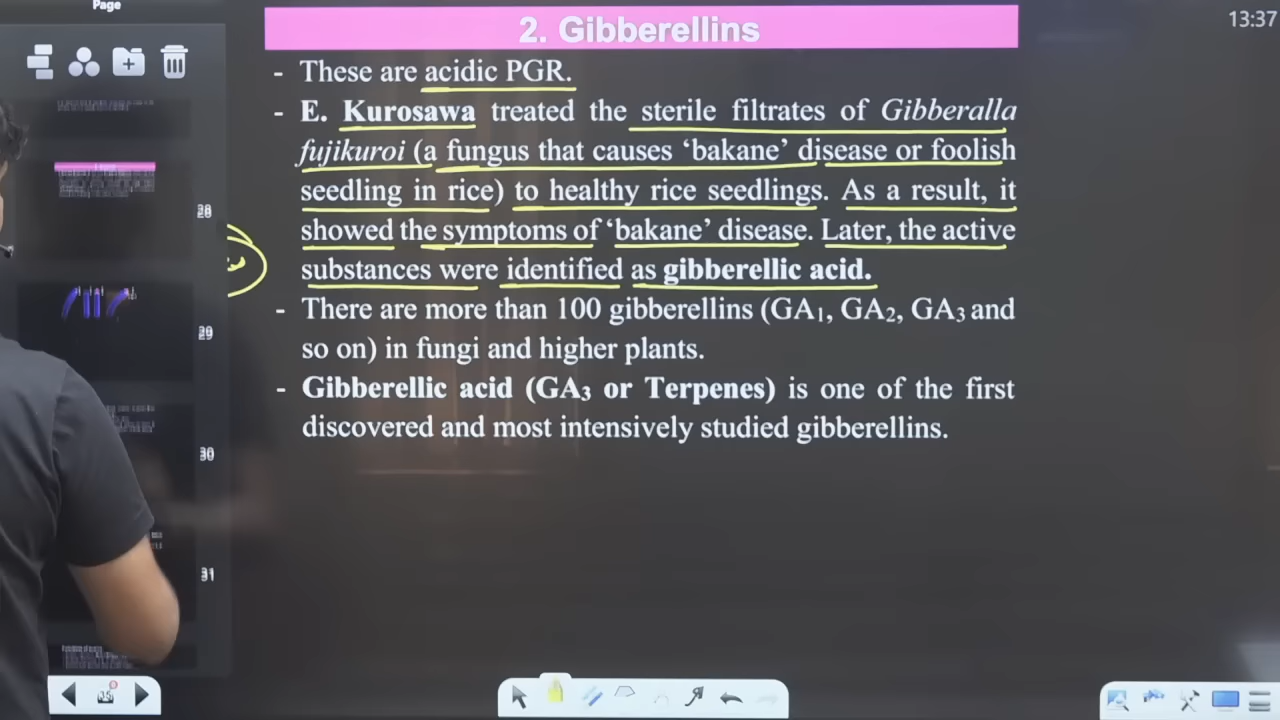 Page
13:37
2. Gibberellins
- These are acidic PGR.
- E. Kurosawa treated the sterile filtrates of Gibberalla
fujikuroi (a fungus that causes ‘bakane’ disease or foolish
seedling in rice) to healthy rice seedlings. As a result, it
showed the symptoms of ‘bakane’ disease. Later, the active
substances were identified as gibberellic acid.
- There are more than 100 gibberellins (GA₁, GA₂, GA₃ and
so on) in fungi and higher plants.
- Gibberellic acid (GA₃ or Terpenes) is one of the first
discovered and most intensively studied gibberellins.
28
29
30
31